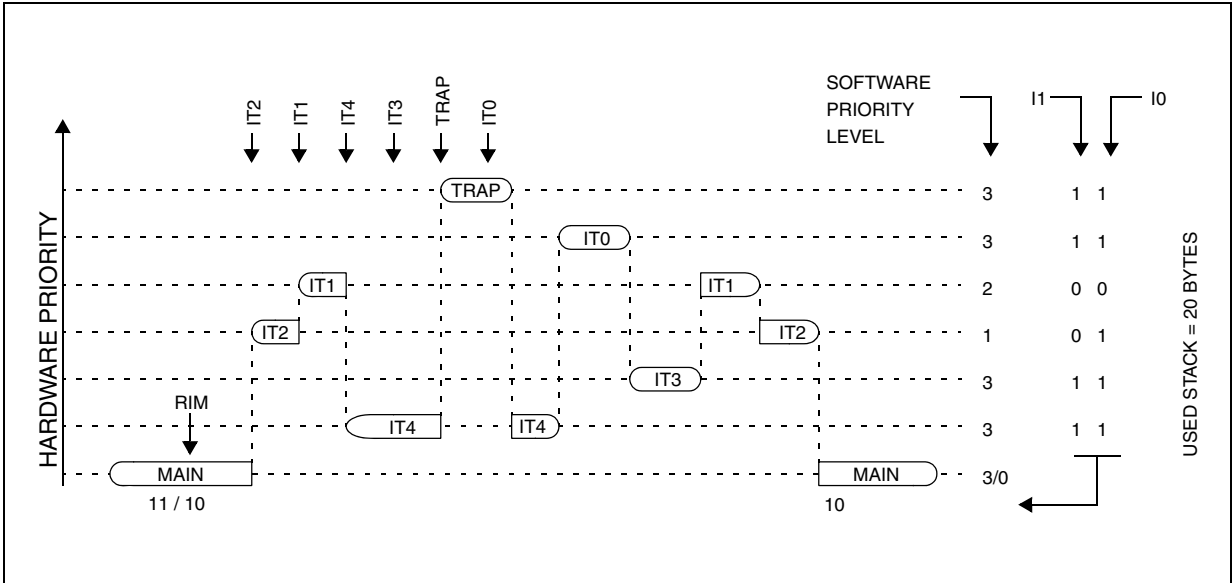 SOFTWARE
PRIORITY
LEVEL
I1
I0
IT2
IT1
IT4
IT3
TRAP
IT0
HARDWARE PRIORITY
TRAP
3
1 1
IT0
3
1 1
IT1
IT1
2
0 0
IT2
IT2
1
0 1
IT3
3
1 1
RIM
IT4
IT4
3
1 1
MAIN
MAIN
3/0
11 / 10
10
USED STACK = 20 BYTES